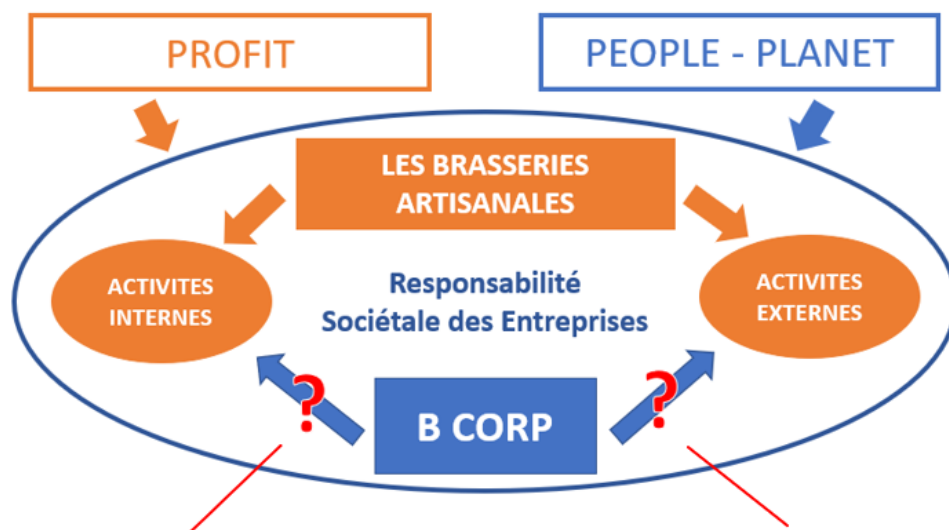 PROFIT
PEOPLE - PLANET
LES BRASSERIES
ARTISANALES
ACTIVITES
INTERNES
Responsabilité
Sociétale des Entreprises
ACTIVITES
EXTERNES
?
?
B CORP